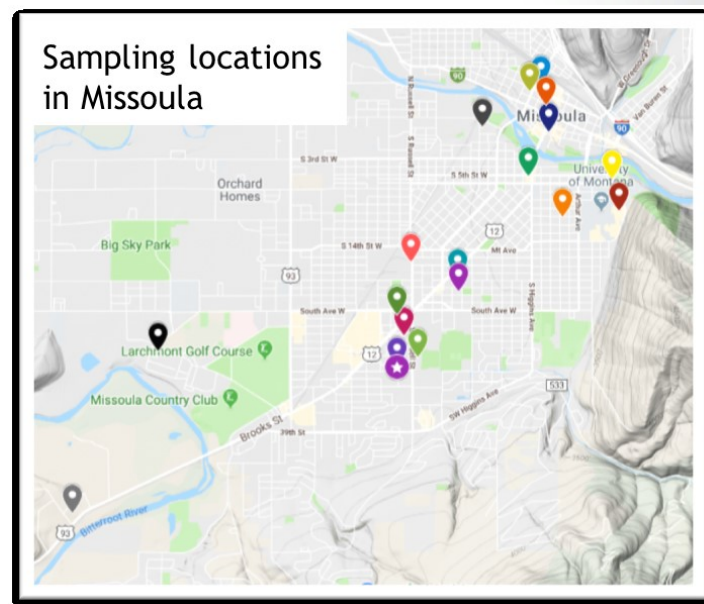 Sampling locations
in Missoula
90
N Russell St
W Greenough St
Van Buren St
Missoula
90
S Russell St
S 3rd St W
S 5th St W
University
of Montana
Orchard
Homes
Arthur Ave
12
Big Sky Park
S 14th St W
Mt Ave
93
S Higgins Ave
South Ave W
South Ave W
Larchmont Golf Course
12
533
Missoula Country Club
SW Higgins Ave
Brooks St
39th St
93
Bitterroot River